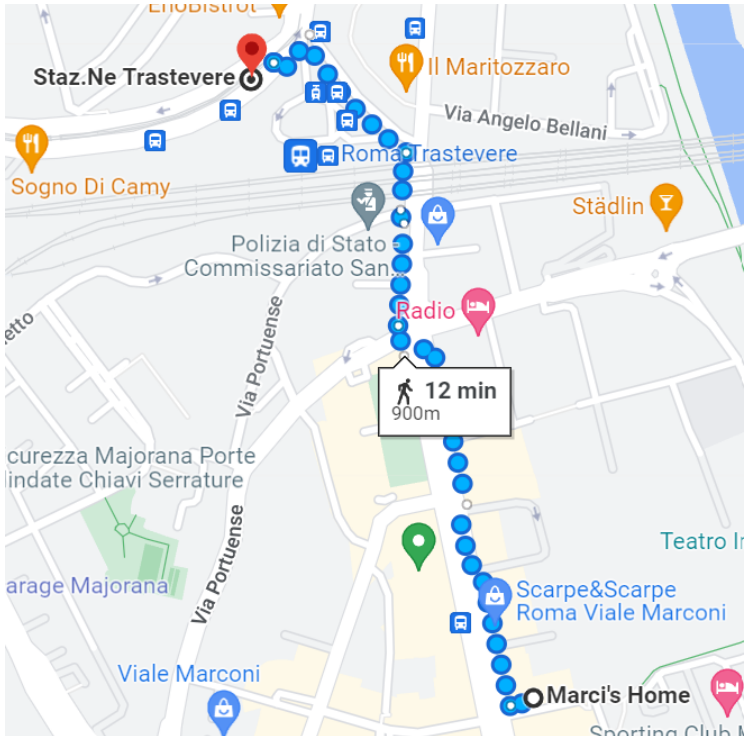 EnoBistrot
Staz.Ne Trastevere
Il Maritozzaro
Via Angelo Bellani
Roma Trastevere
Sogno Di Camy
Städlin
Polizia di Stato -
Commissariato San...
etto
Radio
Via Portuense
12 min
900m
curezza Majorana Porte
lindate Chiavi Serrature
Via Portuense
Teatro I
arage Majorana
Scarpe&Scarpe
Roma Viale Marconi
Viale Marconi
Marci's Home
Sporting Club M